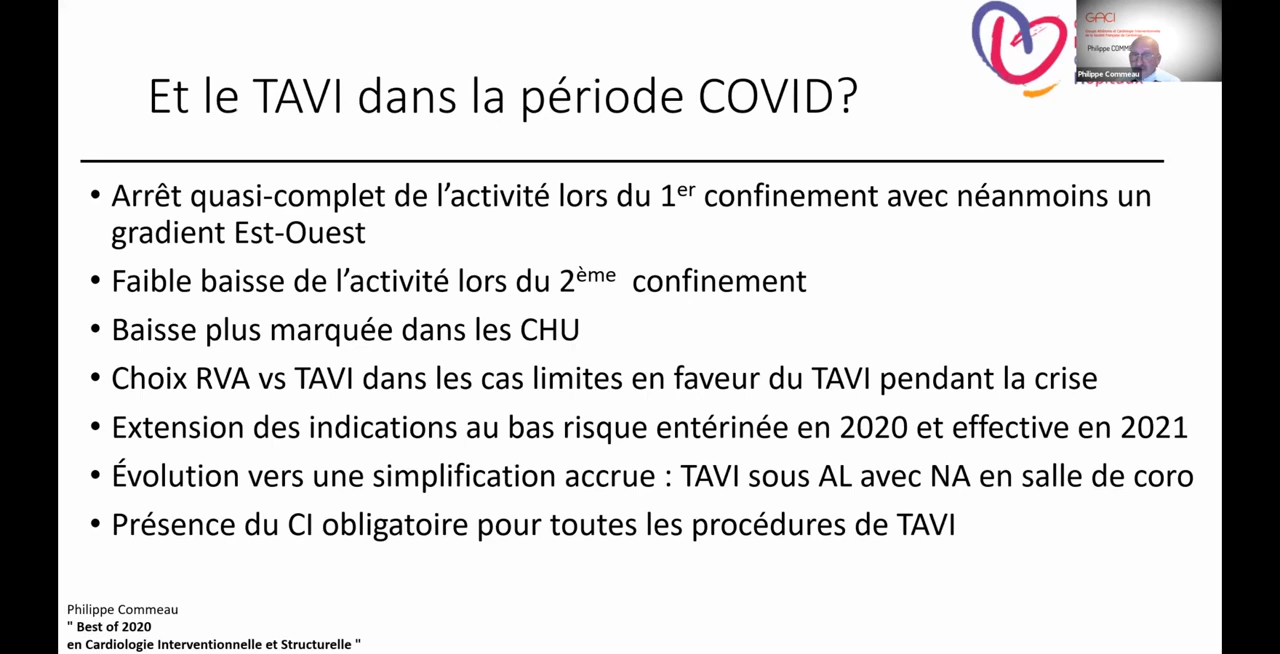 Et le TAVI dans la période COVID?
GACI
Philippe Commeau
• Arrêt quasi-complet de l’activité lors du 1er confinement avec néanmoins un
gradient Est-Ouest
• Faible baisse de l’activité lors du 2ème confinement
• Baisse plus marquée dans les CHU
• Choix RVA vs TAVI dans les cas limites en faveur du TAVI pendant la crise
• Extension des indications au bas risque entérinée en 2020 et effective en 2021
• Évolution vers une simplification accrue : TAVI sous AL avec NA en salle de coro
• Présence du CI obligatoire pour toutes les procédures de TAVI
Philippe Commeau
" Best of 2020
en Cardiologie Interventionnelle et Structurelle "